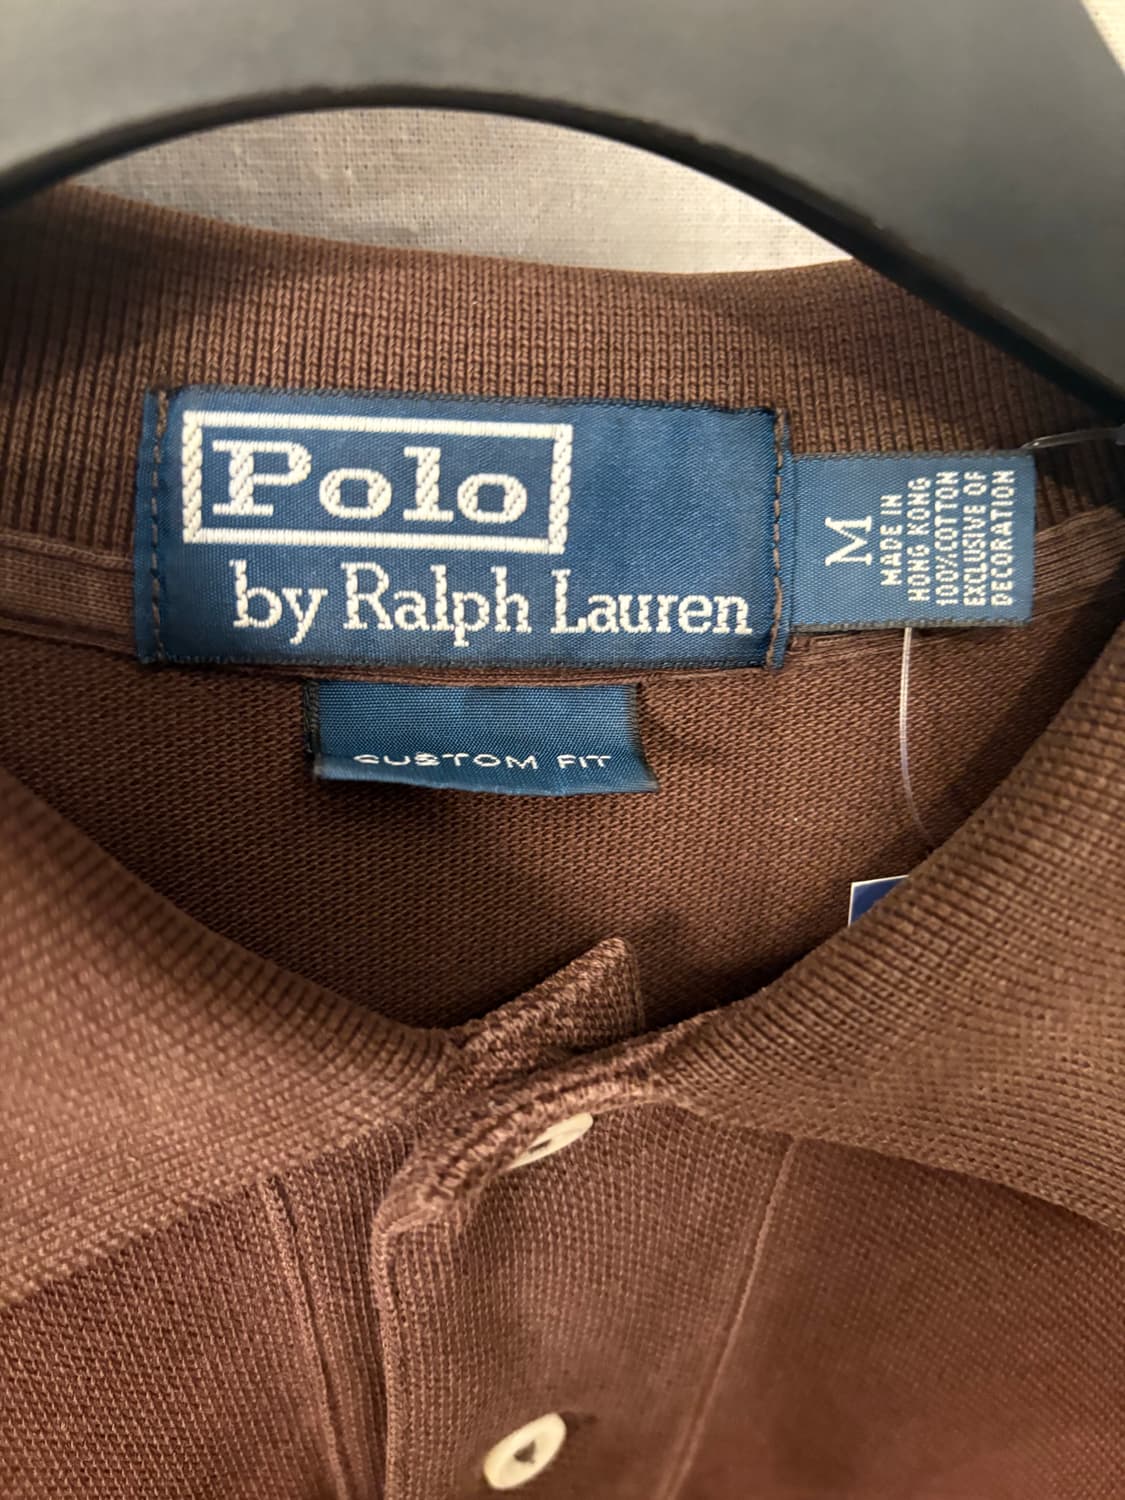 Polo
by Ralph Lauren
M
MADE IN
HONG KONG
100% COTTON
EXCLUSIVE OF
DECORATION
CUSTOM FIT